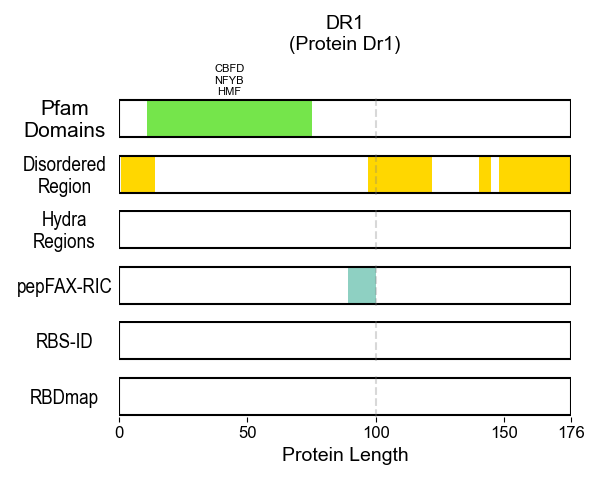 DR1
(Protein Dr1)
CBFD
NFYB
HMF
Pfam
Domains
Disordered
Region
Hydra
Regions
pepFAX-RIC
RBS-ID
RBDmap
0 50 100 150 176
Protein Length